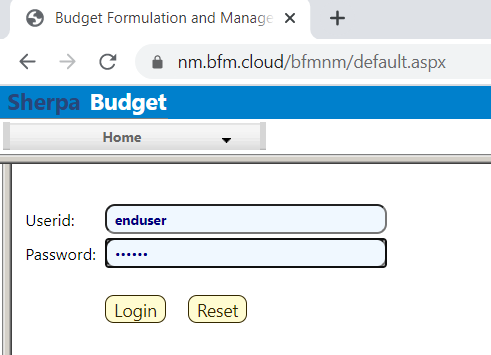 Budget Formulation and Manage
nm.bfm.cloud/bfmnm/default.aspx
Sherpa Budget
Home
Userid: enduser
Password: ······
Login Reset